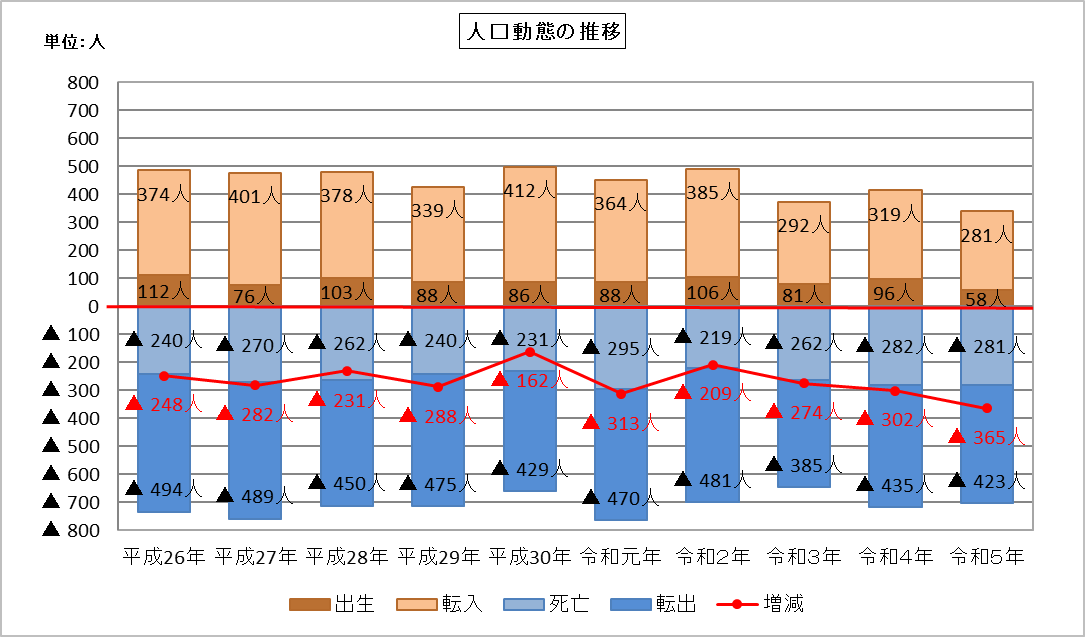 人口動態の推移
単位：人
800
700
600
500
400
300
200
100
0
▲ 100
▲ 200
▲ 300
▲ 400
▲ 500
▲ 600
▲ 700
▲ 800
374人 401人 378人 339人 412人 364人 385人 292人 319人 281人
112人 76人 103人 88人 86人 88人 106人 81人 96人 58人
▲ 240人 ▲ 270人 ▲ 262人 ▲ 240人 ▲ 231人 ▲ 295人 ▲ 219人 ▲ 262人 ▲ 282人 ▲ 281人
▲ 248人 ▲ 282人 ▲ 231人 ▲ 288人 ▲ 162人 ▲ 313人 ▲ 209人 ▲ 274人 ▲ 302人 ▲ 365人
▲ 494人 ▲ 489人 ▲ 450人 ▲ 475人 ▲ 429人 ▲ 470人 ▲ 481人 ▲ 385人 ▲ 435人 ▲ 423人
平成26年 平成27年 平成28年 平成29年 平成30年 令和元年 令和２年 令和３年 令和４年 令和５年
出生 転入 死亡 転出 増減